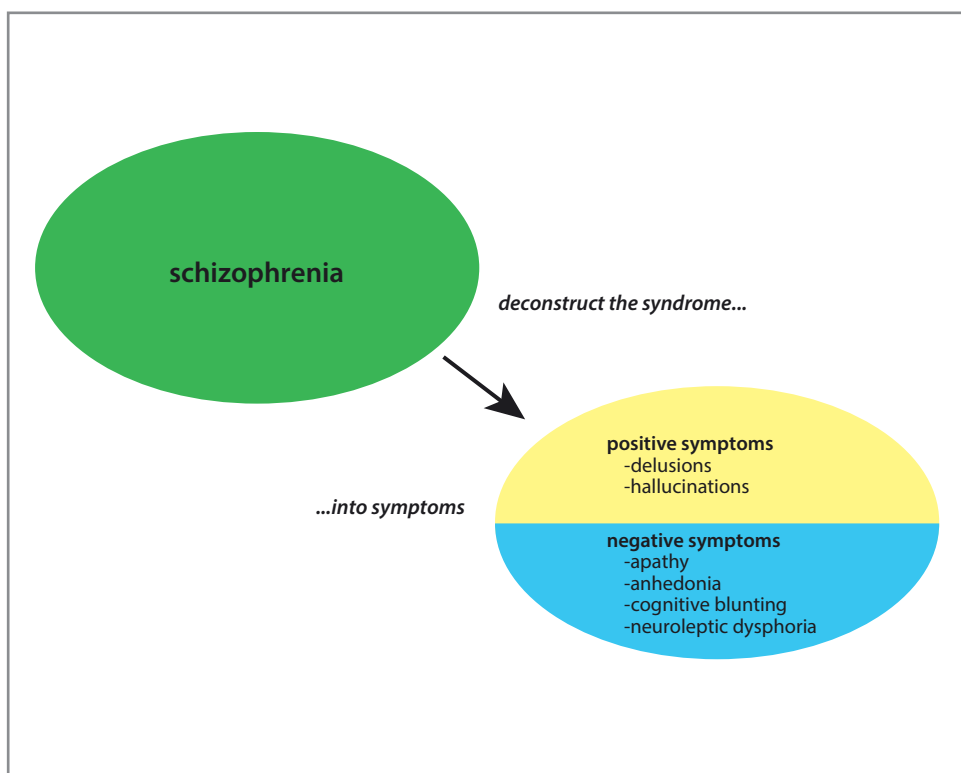 schizophrenia
deconstruct the syndrome...
...into symptoms
positive symptoms
-delusions
-hallucinations
negative symptoms
-apathy
-anhedonia
-cognitive blunting
-neuroleptic dysphoria